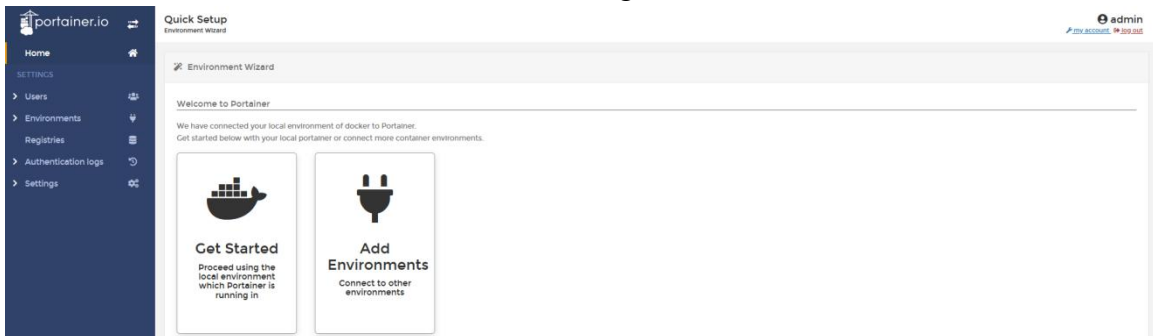 portainer.io
Home
SETTINGS
Users
Environments
Registries
Authentication logs
Settings
Quick Setup
Environment Wizard
admin
my account log out
Environment Wizard
Welcome to Portainer
We have connected your local environment of docker to Portainer.
Get started below with your local portainer or connect more container environments.
Get Started
Proceed using the
local environment
which Portainer is
running in
Add
Environments
Connect to other
environments